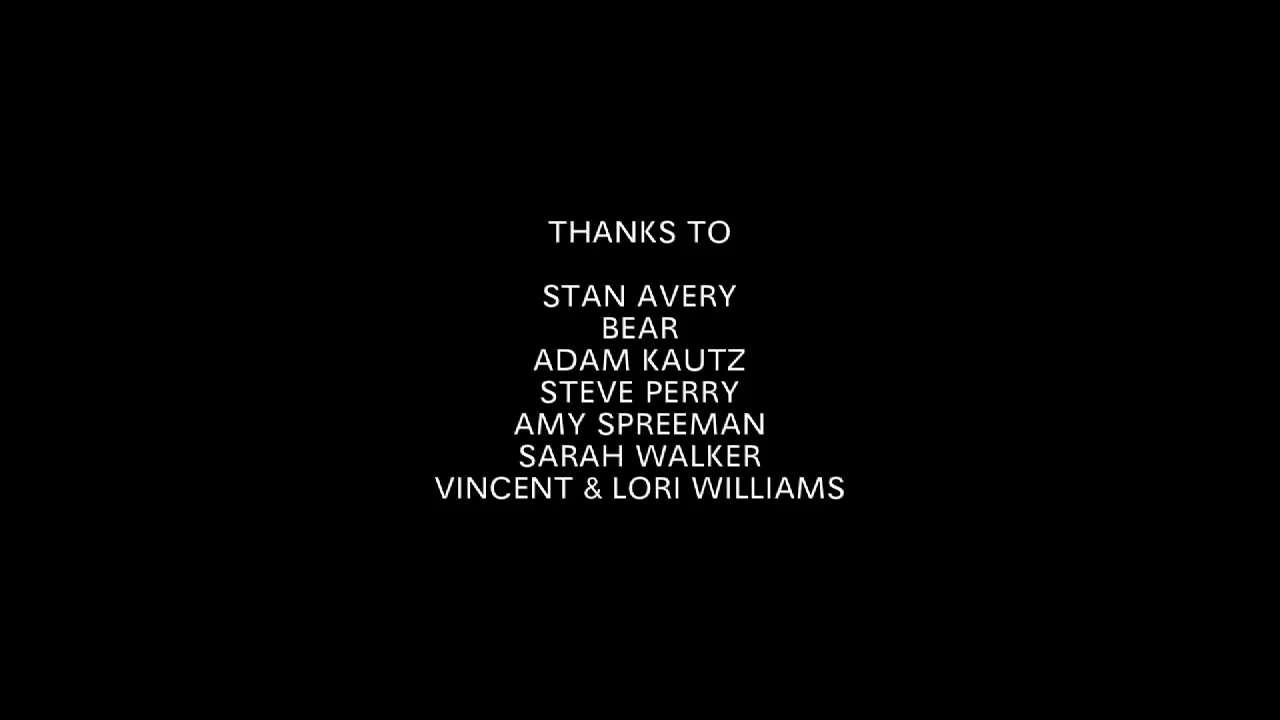 THANKS TO
STAN AVERY
BEAR
ADAM KAUTZ
STEVE PERRY
AMY SPREEMAN
SARAH WALKER
VINCENT & LORI WILLIAMS